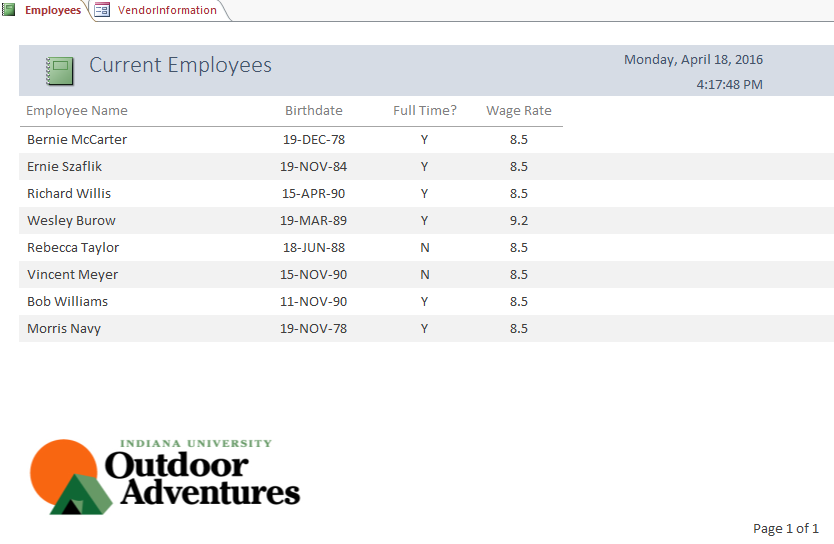 Employees VendorInformation
Current Employees
Monday, April 18, 2016
4:17:48 PM
Employee Name Birthdate Full Time? Wage Rate
Bernie McCarter 19-DEC-78 Y 8.5
Ernie Szaflik 19-NOV-84 Y 8.5
Richard Willis 15-APR-90 Y 8.5
Wesley Burow 19-MAR-89 Y 9.2
Rebecca Taylor 18-JUN-88 N 8.5
Vincent Meyer 15-NOV-90 N 8.5
Bob Williams 11-NOV-90 Y 8.5
Morris Navy 19-NOV-78 Y 8.5
INDIANA UNIVERSITY
Outdoor
Adventures
Page 1 of 1